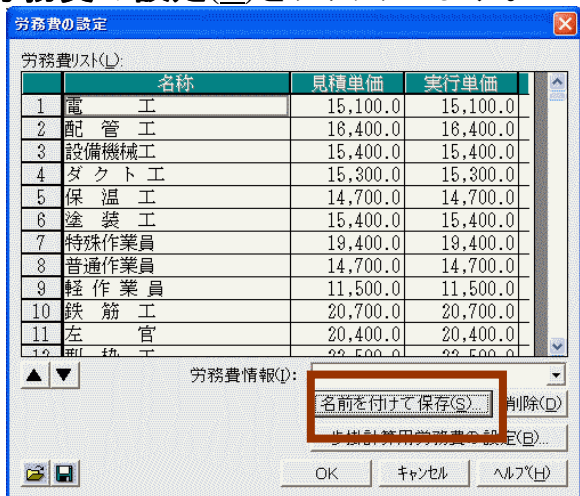 労務費の設定
労務費リスト(L):
名称 見積単価 実行単価
1 電 工 15,100.0 15,100.0
2 配 管 工 16,400.0 16,400.0
3 設備機械工 15,400.0 15,400.0
4 ダ ク ト 工 15,300.0 15,300.0
5 保 温 工 14,700.0 14,700.0
6 塗 装 工 15,400.0 15,400.0
7 特殊作業員 19,400.0 19,400.0
8 普通作業員 14,700.0 14,700.0
9 軽 作 業 員 11,500.0 11,500.0
10 鉄 筋 工 20,700.0 20,700.0
11 左 官 20,400.0 20,400.0
労務費情報(I):
名前を付けて保存(S)... 削除(D)
歩掛計算用労務費の設定(B)...
OK キャンセル ヘルプ(H)